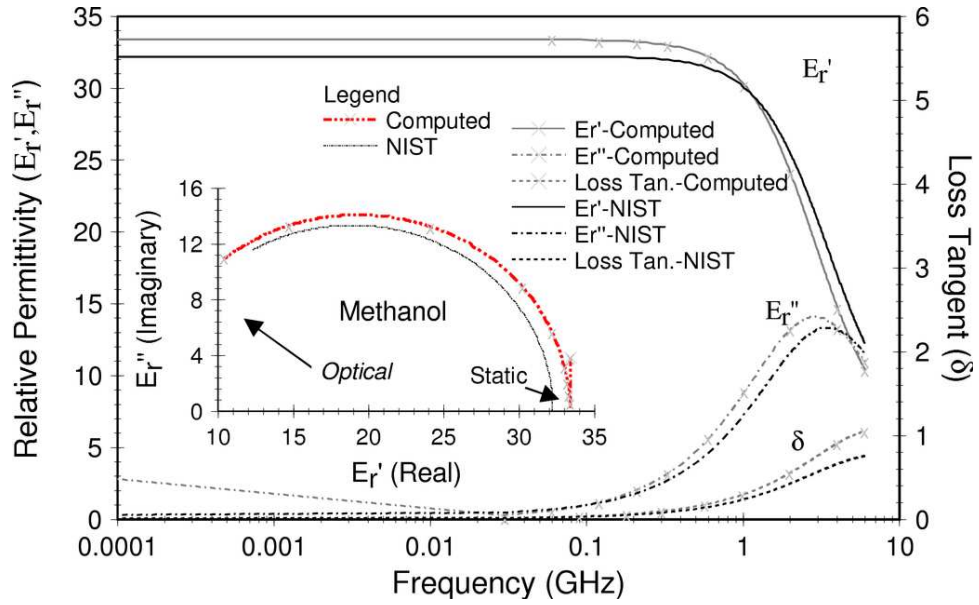 35
30
25
20
15
10
5
0
Relative Permittivity (Er',Er'')
6
5
4
3
2
1
0
Loss Tangent (δ)
Er'
Legend
Computed
NIST
Er'-Computed
Er''-Computed
Loss Tan.-Computed
Er'-NIST
Er''-NIST
Loss Tan.-NIST
16
12
8
4
0
Er'' (Imaginary)
Methanol
Optical
Static
10 15 20 25 30 35
Er' (Real)
Er''
δ
0.0001 0.001 0.01 0.1 1 10
Frequency (GHz)